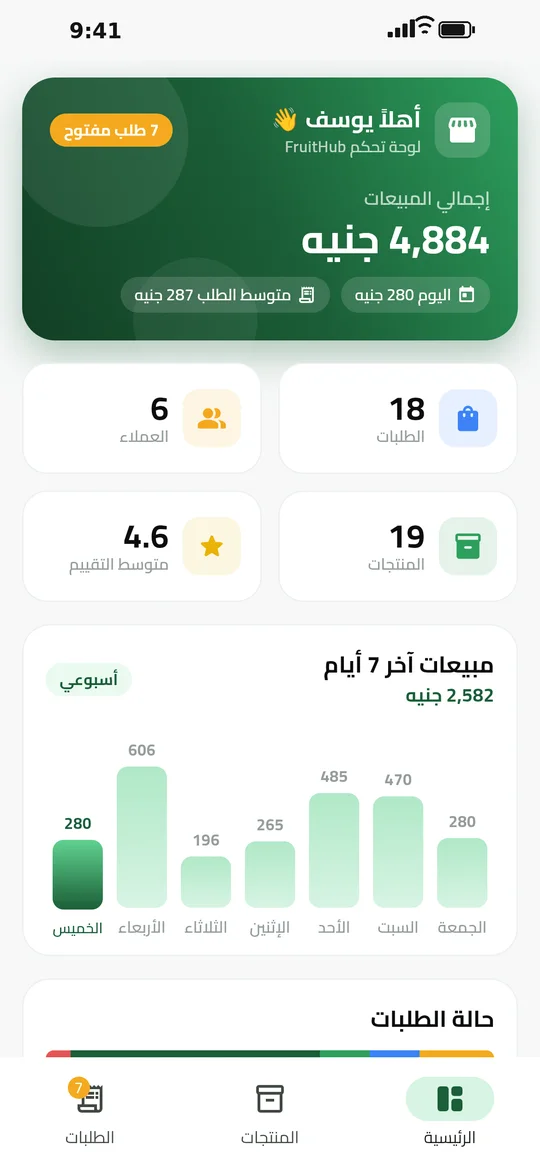 9:41
أهلاً يوسف 👋
لوحة تحكم FruitHub
7 طلب مفتوح
إجمالي المبيعات
4,884 جنيه
اليوم 280 جنيه
متوسط الطلب 287 جنيه
18
الطلبات
6
العملاء
19
المنتجات
4.6
متوسط التقييم
مبيعات آخر 7 أيام
2,582 جنيه
أسبوعي
280
470
485
265
196
606
280
الجمعة
السبت
الأحد
الإثنين
الثلاثاء
الأربعاء
الخميس
حالة الطلبات
الرئيسية
المنتجات
7
الطلبات